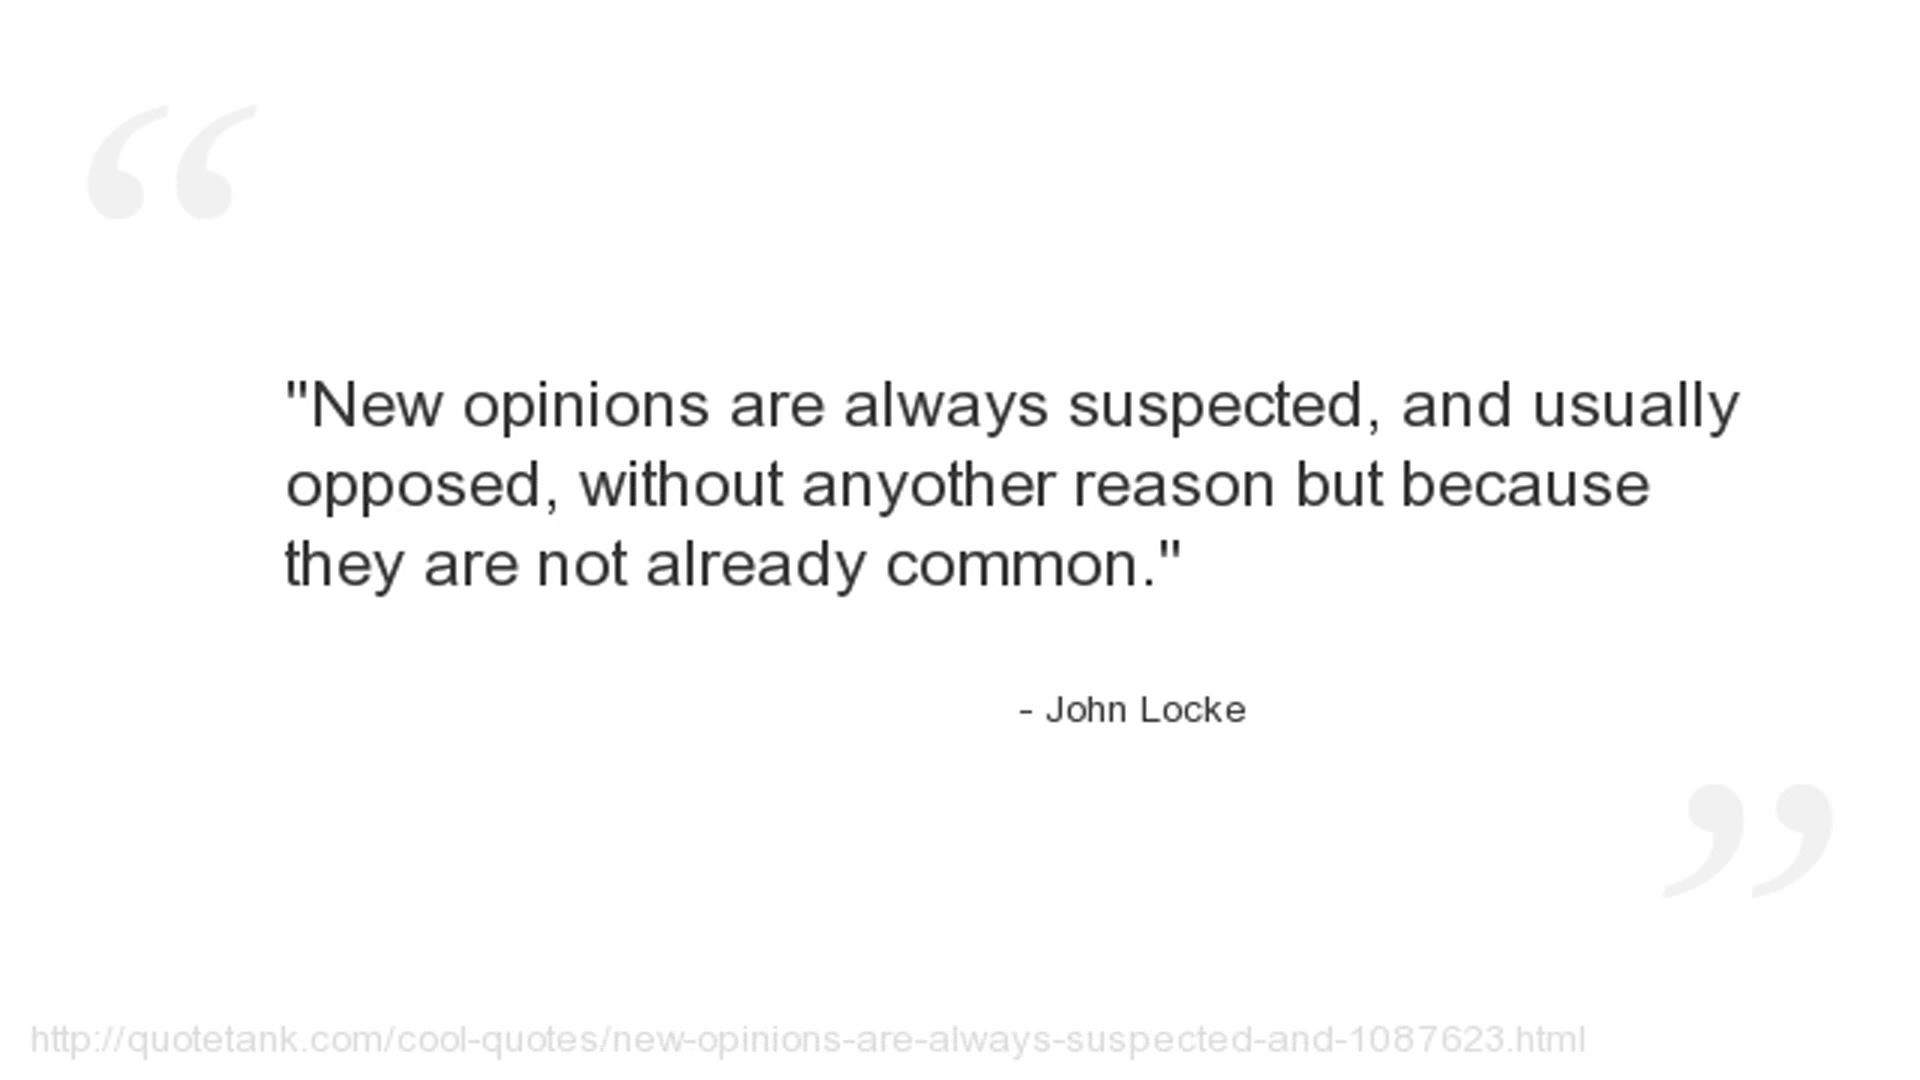 "New opinions are always suspected, and usually
opposed, without anyother reason but because
they are not already common."
- John Locke
http://quotetank.com/cool-quotes/new-opinions-are-always-suspected-and-1087623.html